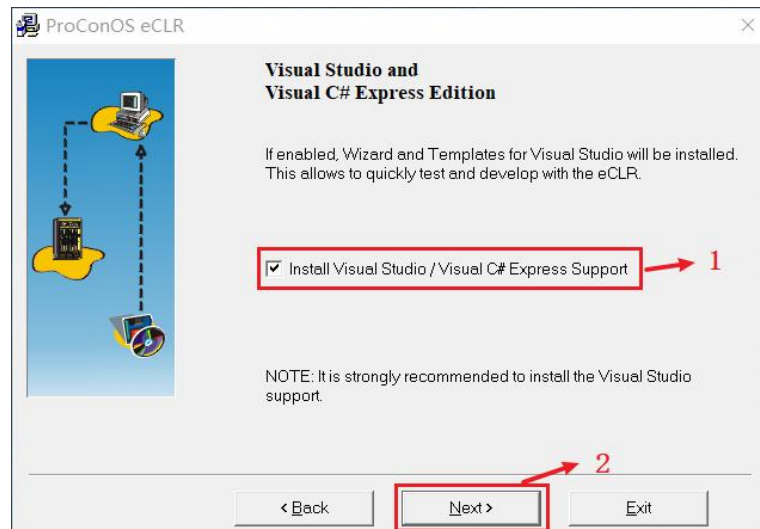 ProConOS eCLR
Visual Studio and
Visual C# Express Edition
If enabled, Wizard and Templates for Visual Studio will be installed.
This allows to quickly test and develop with the eCLR.
Install Visual Studio / Visual C# Express Support
1
NOTE: It is strongly recommended to install the Visual Studio
support.
2
< Back
Next >
Exit